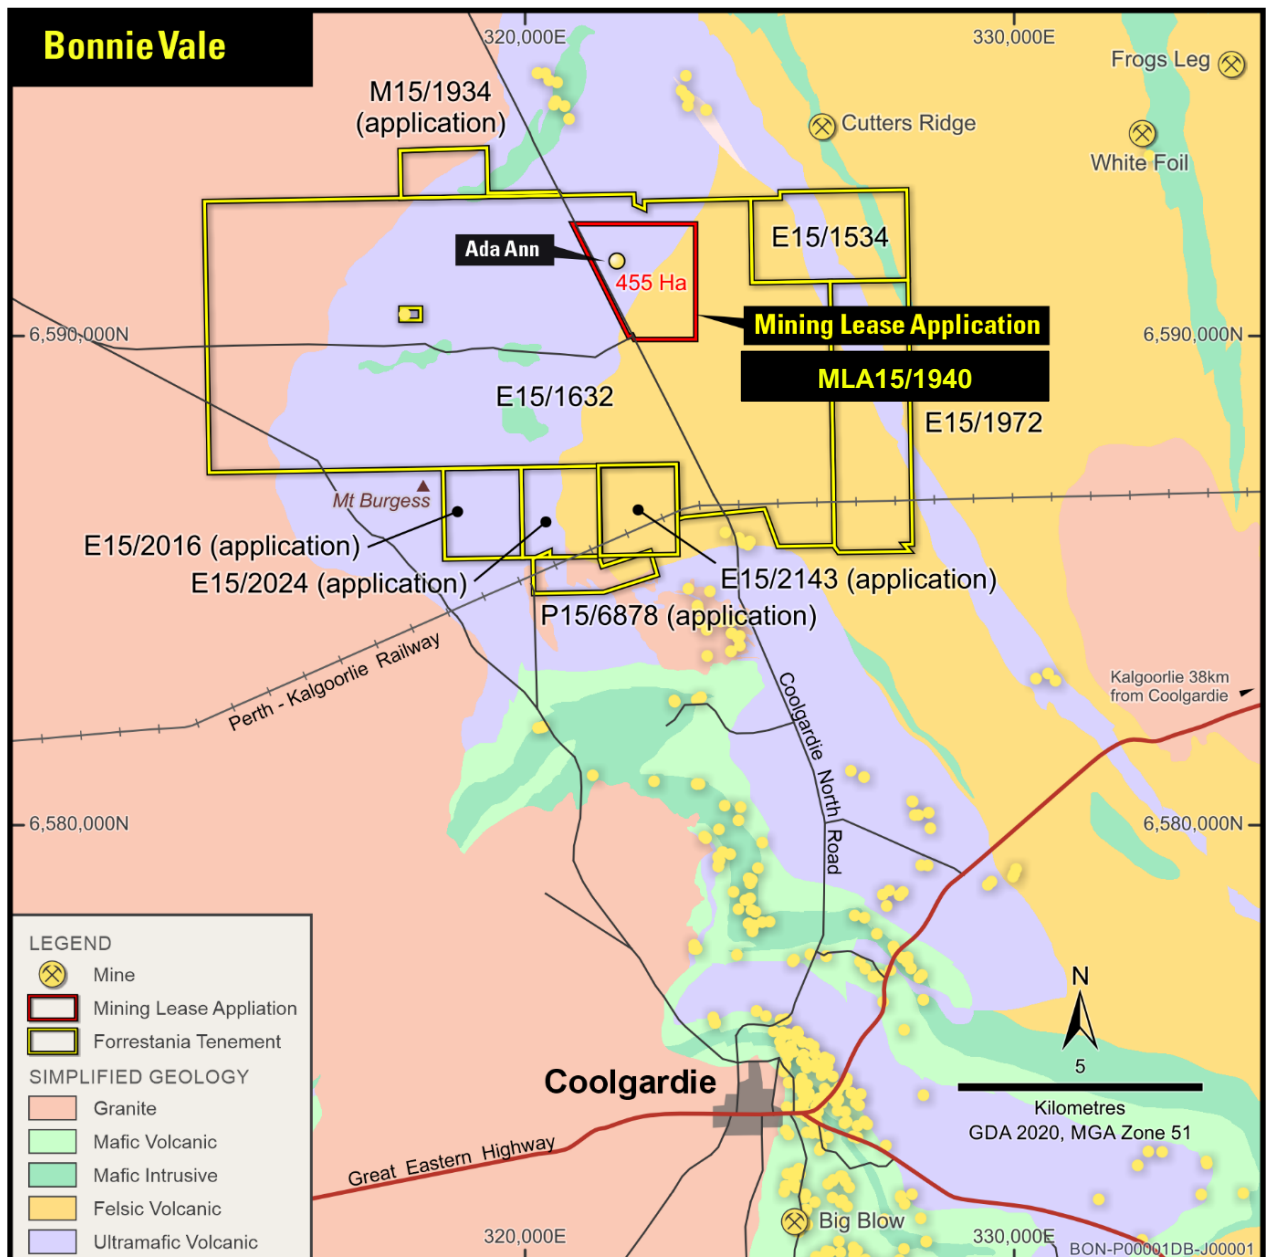 Bonnie Vale
320,000E
330,000E
Frogs Leg
M15/1934
(application)
Cutters Ridge
White Foil
E15/1534
Ada Ann
455 Ha
Mining Lease Application
6,590,000N
6,590,000N
MLA15/1940
E15/1632
E15/1972
Mt Burgess
E15/2016 (application)
E15/2024 (application)
E15/2143 (application)
P15/6878 (application)
Perth - Kalgoorlie Railway
Coolgardie North Road
Kalgoorlie 38km
from Coolgardie
6,580,000N
6,580,000N
LEGEND
Mine
Mining Lease Appliation
Forrestania Tenement
SIMPLIFIED GEOLOGY
Granite
Mafic Volcanic
Mafic Intrusive
Felsic Volcanic
Ultramafic Volcanic
N
5
Kilometres
GDA 2020, MGA Zone 51
Coolgardie
Great Eastern Highway
Big Blow
320,000E
330,000E
BON-P00001DB-J00001